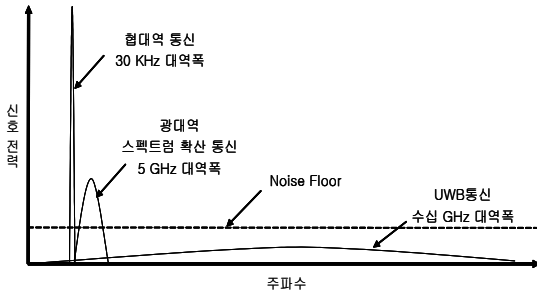 협대역 통신
30 KHz 대역폭
광대역
스펙트럼 확산 통신
5 GHz 대역폭
신호 전력
Noise Floor
UWB통신
수십 GHz 대역폭
주파수